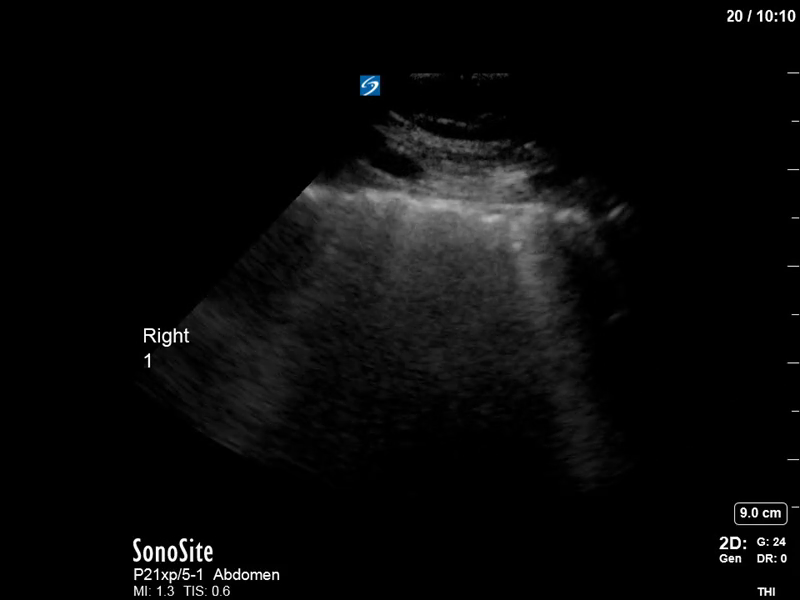 20 / 10:10
Right
1
9.0 cm
SonoSite
P21xp/5-1 Abdomen
MI: 1.3 TIS: 0.6
2D: G: 24
Gen DR: 0
THI